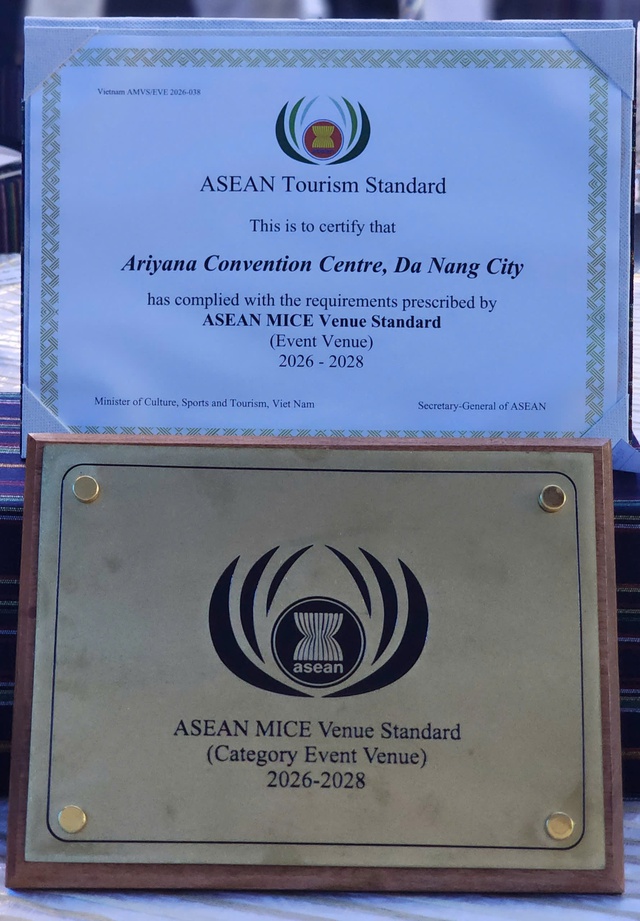 Vietnam AMVS/EVE 2026-038
ASEAN Tourism Standard
This is to certify that
Ariyana Convention Centre, Da Nang City
has complied with the requirements prescribed by
ASEAN MICE Venue Standard
(Event Venue)
2026 - 2028
Minister of Culture, Sports and Tourism, Viet Nam
Secretary-General of ASEAN
asean
ASEAN MICE Venue Standard
(Category Event Venue)
2026-2028